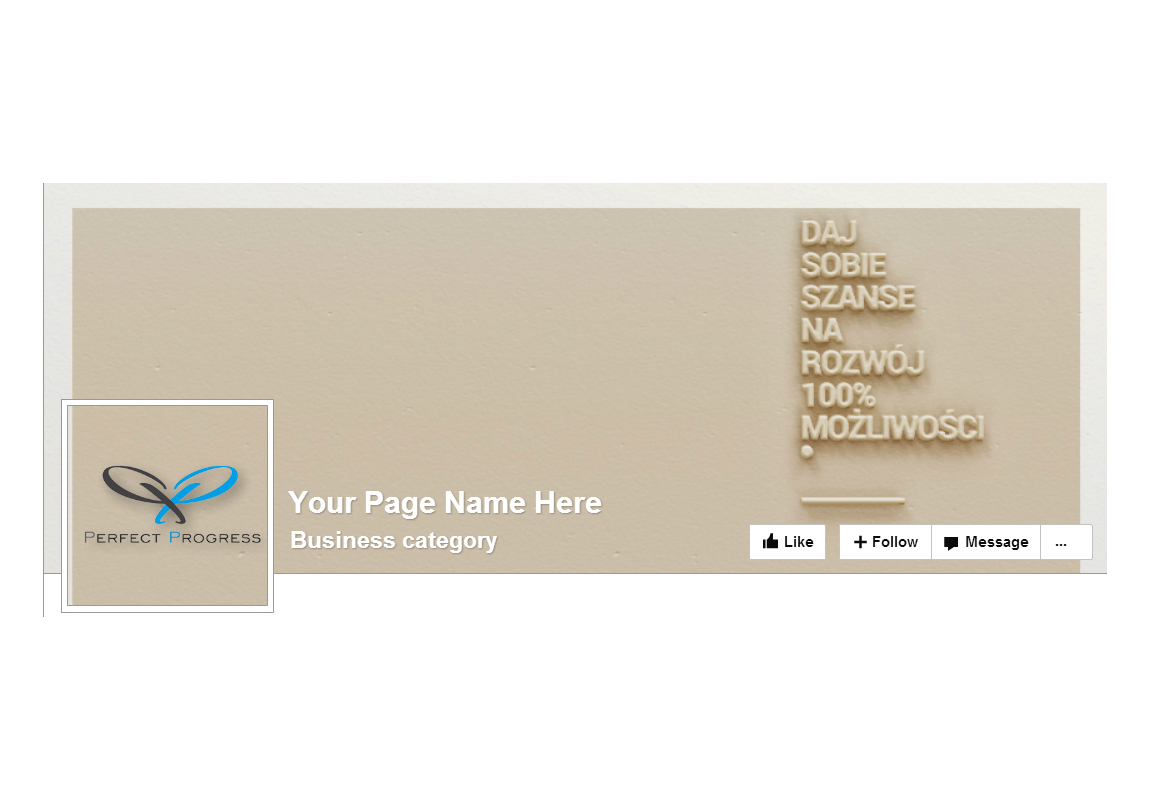 DAJ
SOBIE
SZANSE
NA
ROZWÓJ
100%
MOŻLIWOŚCI
PERFECT PROGRESS
Your Page Name Here
Business category
Like
Follow
Message
...